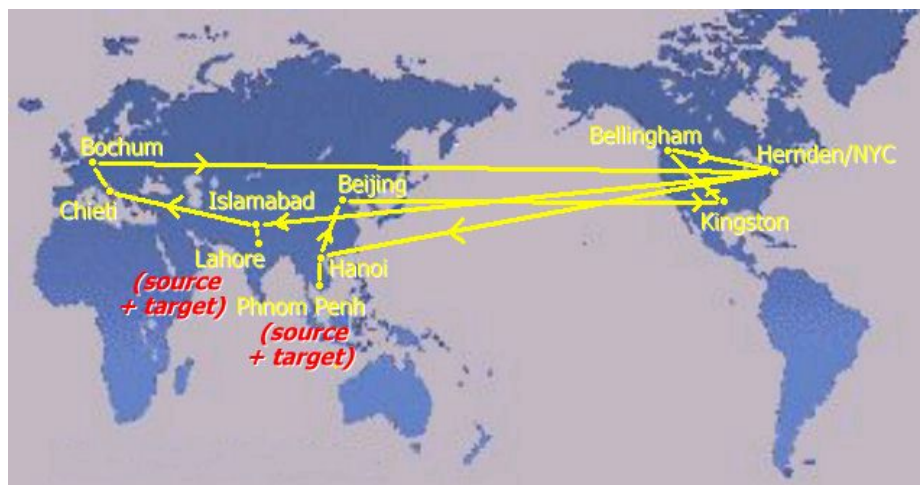 Bellingham
Bochum
Hernden/NYC
Beijing
Islamabad
Chieti
Kingston
Lahore
Hanoi
(source
+ target)
Phnom Penh
(source
+ target)